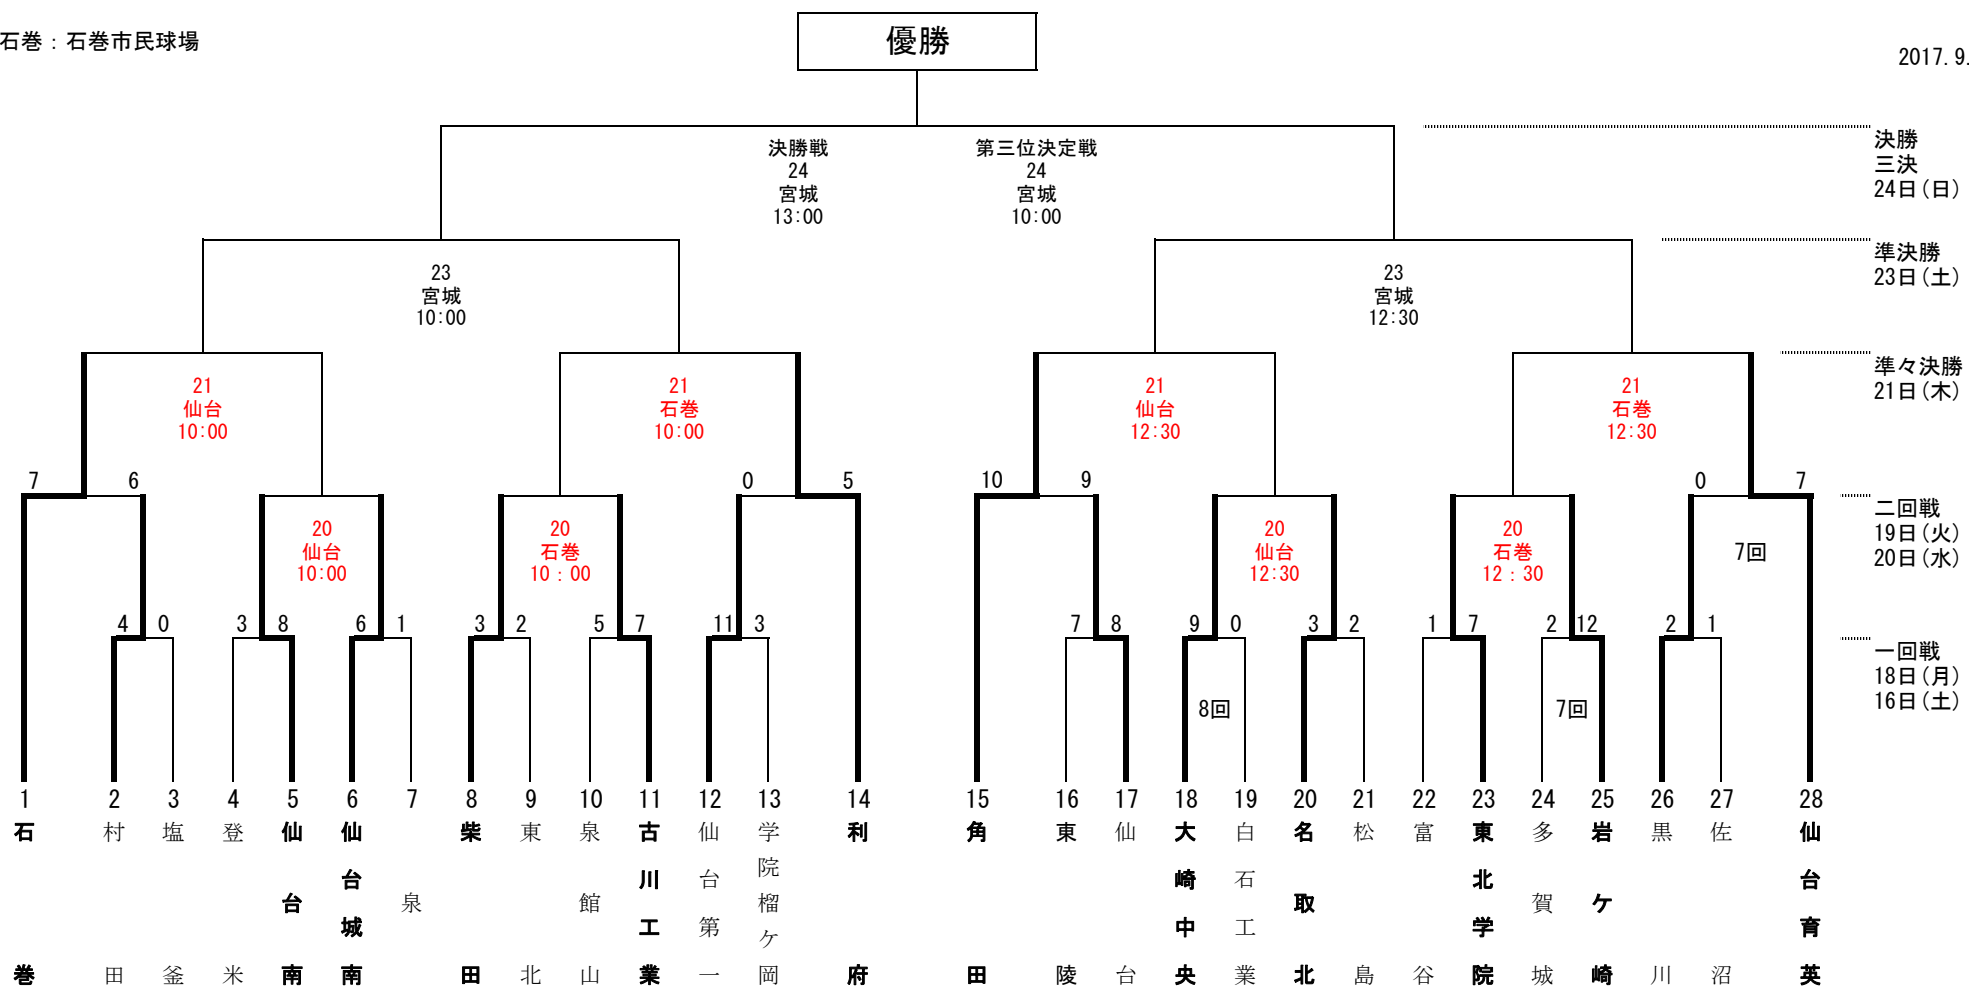 優勝
石巻：石巻市民球場
2017. 9.
決勝戦
24
宮城
13:00
第三位決定戦
24
宮城
10:00
決勝
三決
24日(日)
23
宮城
10:00
23
宮城
12:30
準決勝
23日(土)
21
仙台
10:00
21
石巻
10:00
21
仙台
12:30
21
石巻
12:30
準々決勝
21日(木)
7 6 0 5 10 9 0 7
20
仙台
10:00
20
石巻
10：00
20
仙台
12:30
20
石巻
12：30
7回
二回戦
19日(火)
20日(水)
4 0 3 8 6 1 3 2 5 7 11 3 7 8 9 0 3 2 1 7 2 12 2 1
8回
7回
一回戦
18日(月)
16日(土)
1 2 3 4 5 6 7 8 9 10 11 12 13 14 15 16 17 18 19 20 21 22 23 24 25 26 27 28
石巻
村田
塩釜
登米
仙台南
仙台城南
泉
柴田
東北
泉館山
古川工業
仙台第一
学院榴ケ岡
利府
角田
東陵
仙台
大崎中央
白石工業
名取北
松島
富谷
東北学院
多賀城
岩ケ崎
黒川
佐沼
仙台育英